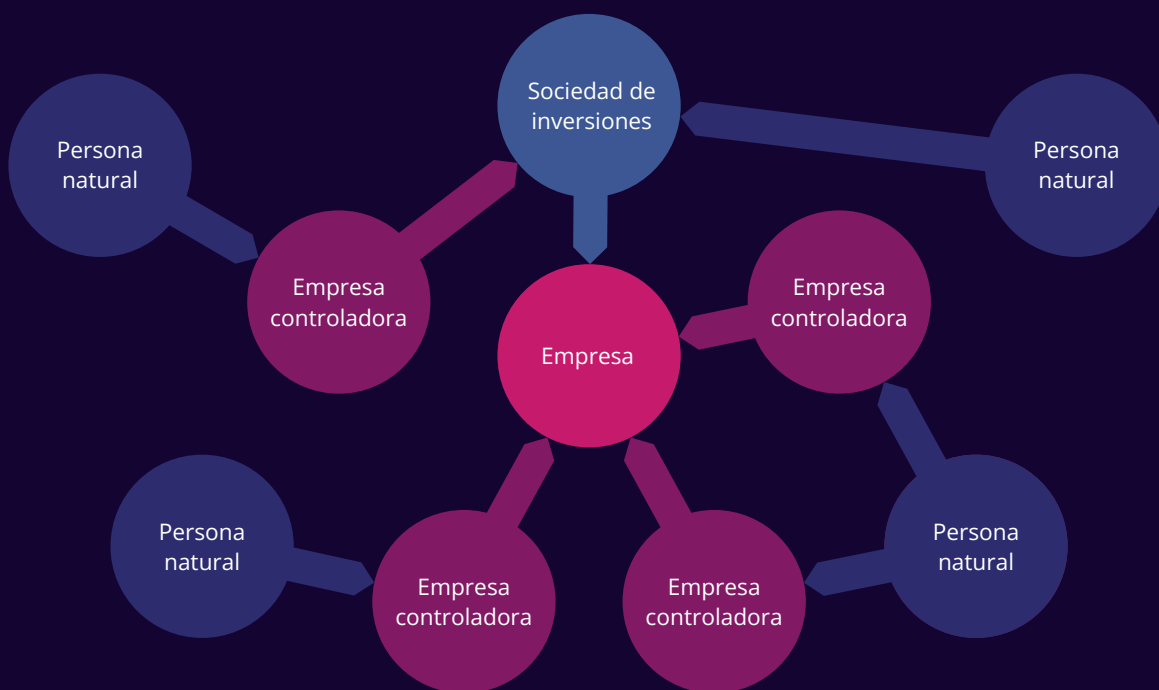 Sociedad de
inversiones
Persona
natural
Persona
natural
Empresa
controladora
Empresa
controladora
Empresa
Persona
natural
Persona
natural
Empresa
controladora
Empresa
controladora